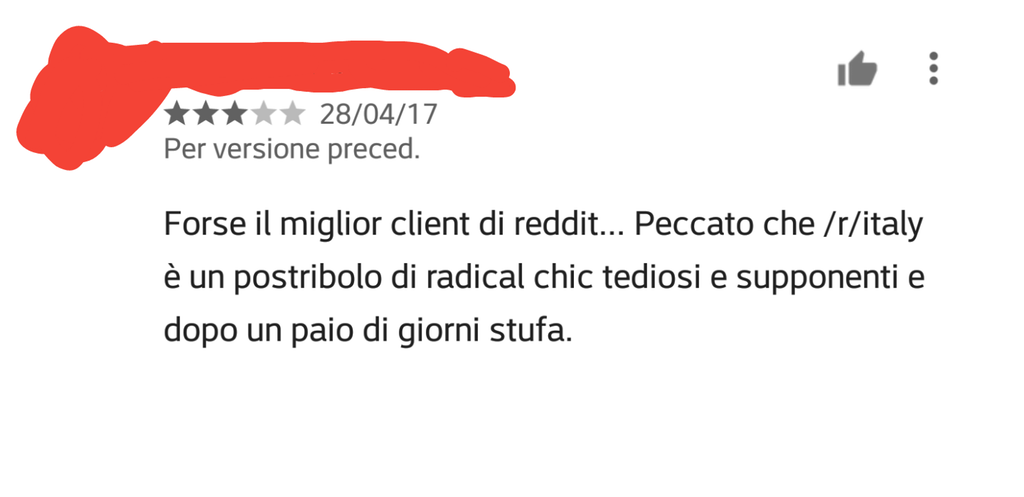 28/04/17
Per versione preced.
Forse il miglior client di reddit... Peccato che /r/italy
è un postribolo di radical chic tediosi e supponenti e
dopo un paio di giorni stufa.